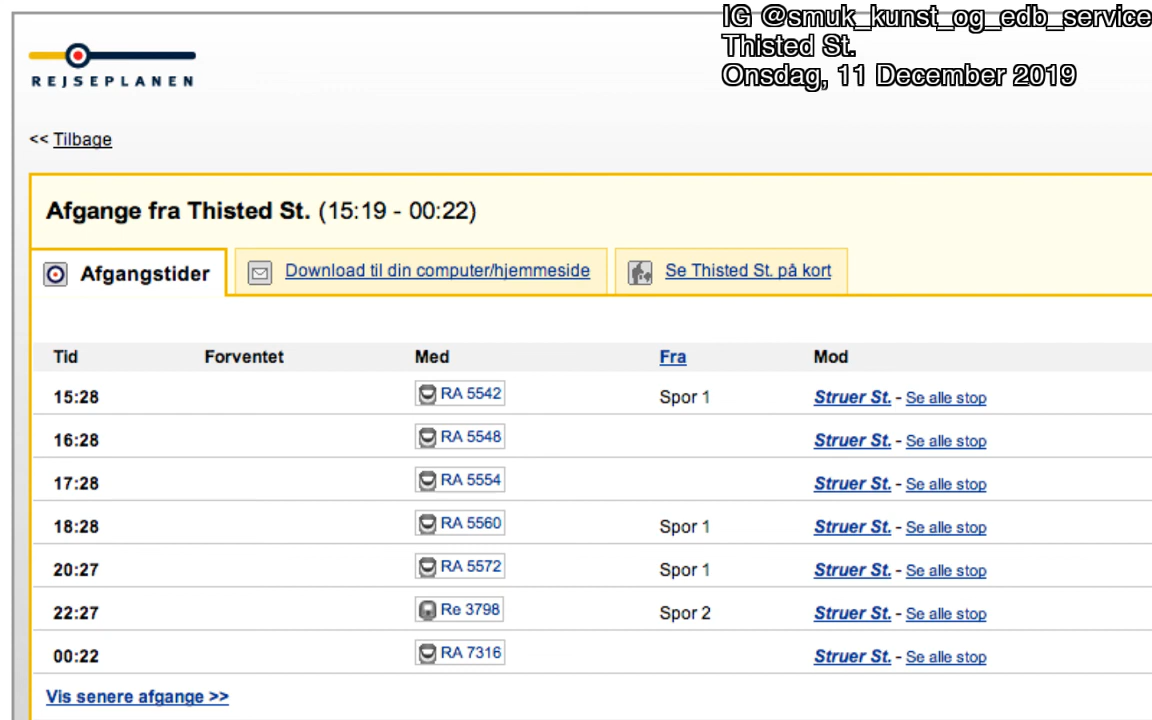 IG @smuk_kunst_og_edb_service
Thisted St.
Onsdag, 11 December 2019
REJSEPLANEN
<< Tilbage
Afgange fra Thisted St. (15:19 - 00:22)
Afgangstider Download til din computer/hjemmeside Se Thisted St. på kort
Tid Forventet Med Fra Mod
15:28 RA 5542 Spor 1 Struer St. - Se alle stop
16:28 RA 5548 Struer St. - Se alle stop
17:28 RA 5554 Struer St. - Se alle stop
18:28 RA 5560 Spor 1 Struer St. - Se alle stop
20:27 RA 5572 Spor 1 Struer St. - Se alle stop
22:27 Re 3798 Spor 2 Struer St. - Se alle stop
00:22 RA 7316 Struer St. - Se alle stop
Vis senere afgange >>